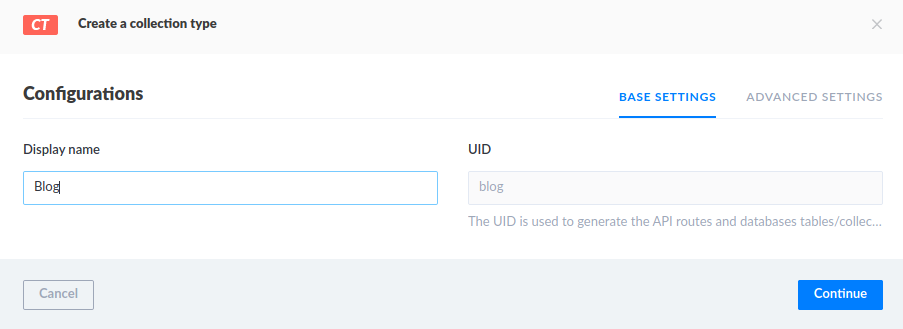 CT Create a collection type
Configurations
BASE SETTINGS ADVANCED SETTINGS
Display name UID
Blog blog
The UID is used to generate the API routes and databases tables/collec...
Cancel Continue